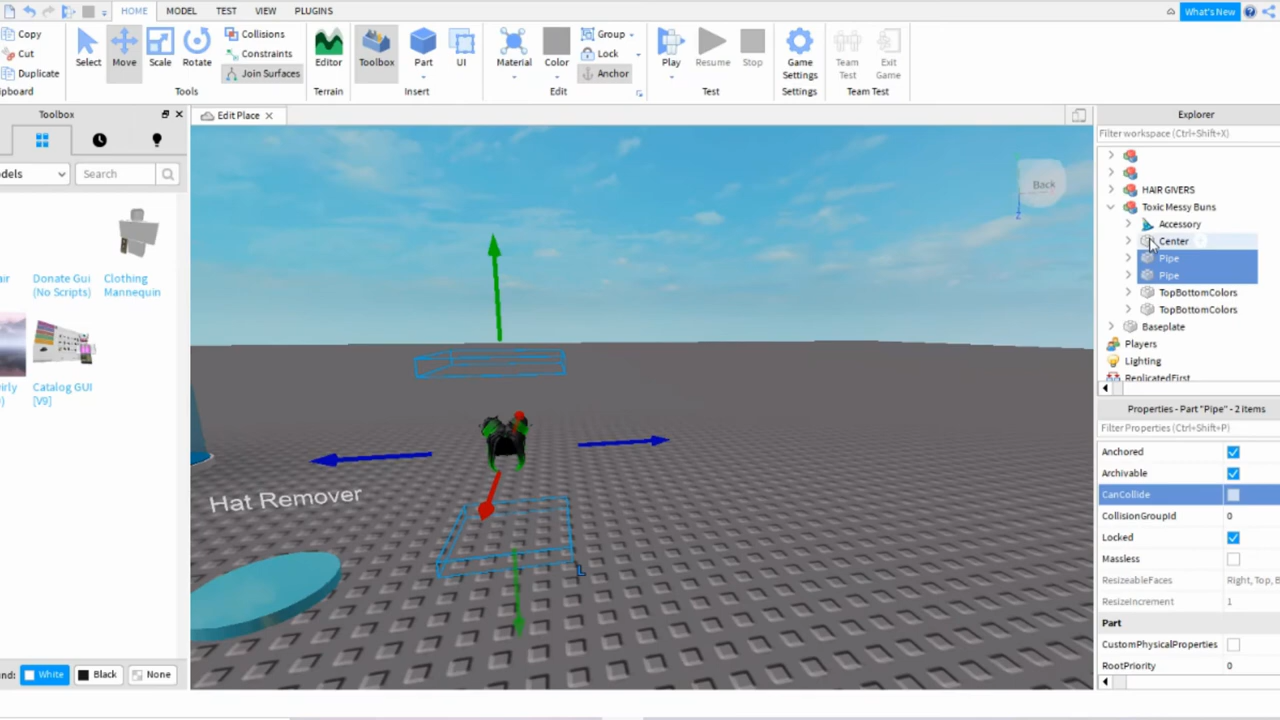 HOME MODEL TEST VIEW PLUGINS What's New
Copy
Cut
Duplicate
ipboard
Select Move Scale Rotate
Collisions
Constraints
Join Surfaces
Tools
Editor
Terrain
Toolbox Part UI
Insert
Material Color
Group
Lock
Anchor
Edit
Play Resume Stop
Test
Game Settings
Settings
Team Test
Exit Game
Team Test
Toolbox
dels Search
air
Donate Gui (No Scripts)
Clothing Mannequin
irly
Catalog GUI [V9]
nd: White Black None
Edit Place
Back
Hat Remover
L
Explorer
Filter workspace (Ctrl+Shift+X)
HAIR GIVERS
Toxic Messy Buns
Accessory
Center
Pipe
Pipe
TopBottomColors
TopBottomColors
Baseplate
Players
Lighting
ReplicatedFirst
Properties - Part "Pipe" - 2 items
Filter Properties (Ctrl+Shift+P)
Anchored
Archivable
CanCollide
CollisionGroupId 0
Locked
Massless
ResizeableFaces Right, Top, B
ResizeIncrement 1
Part
CustomPhysicalProperties
RootPriority 0